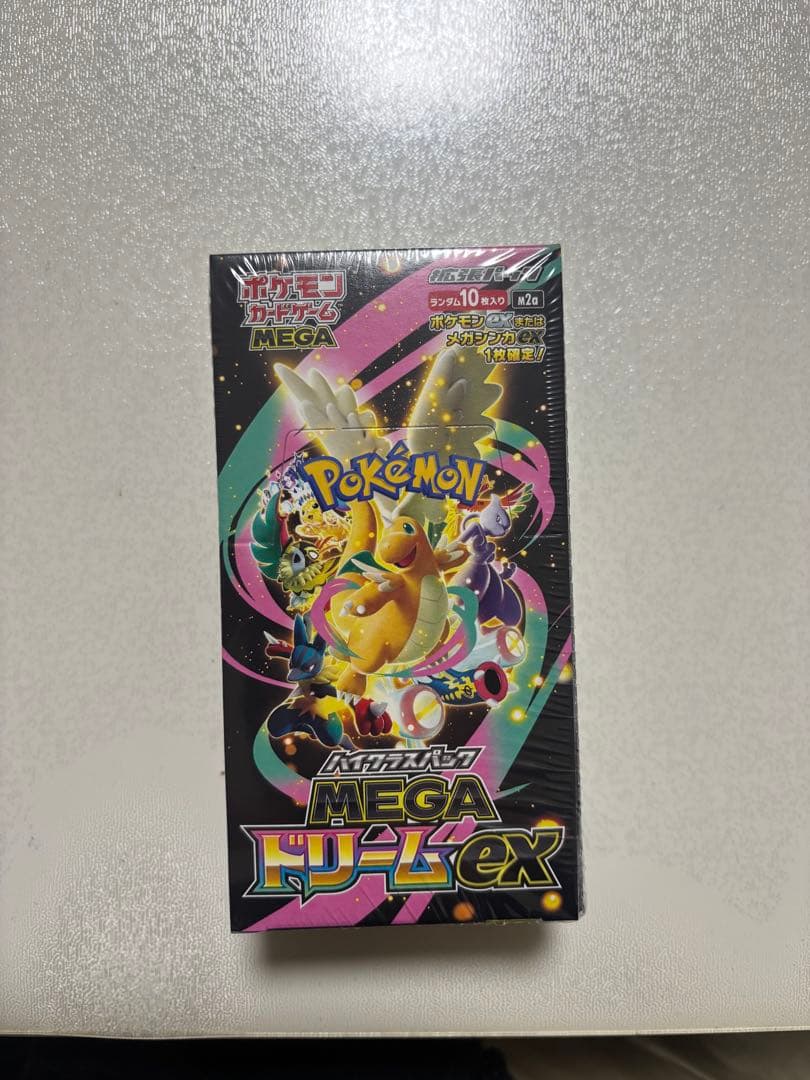 ポケモン
カードゲーム
MEGA
拡張パック
ランダム10枚入り
M2a
ポケモンexまたは
メガシンカex
1枚確定!
POKéMON
ハイクラスパック
MEGA
ドリームex